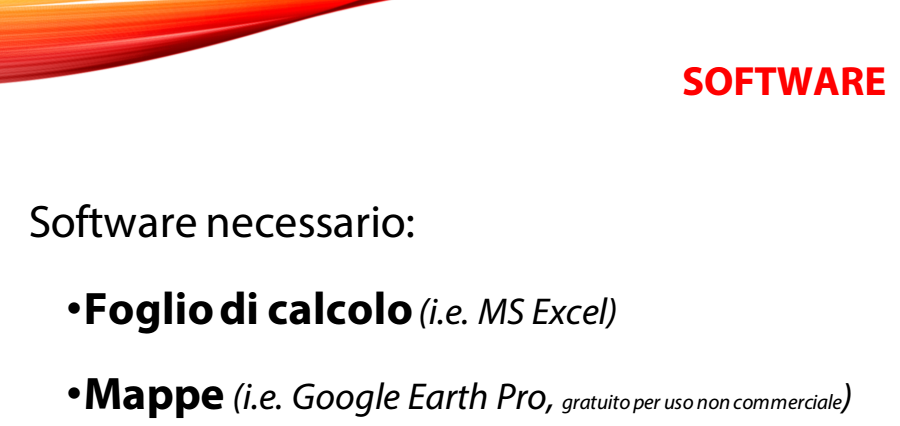 SOFTWARE
Software necessario:
•Foglio di calcolo (i.e. MS Excel)
•Mappe (i.e. Google Earth Pro, gratuito per uso non commerciale)